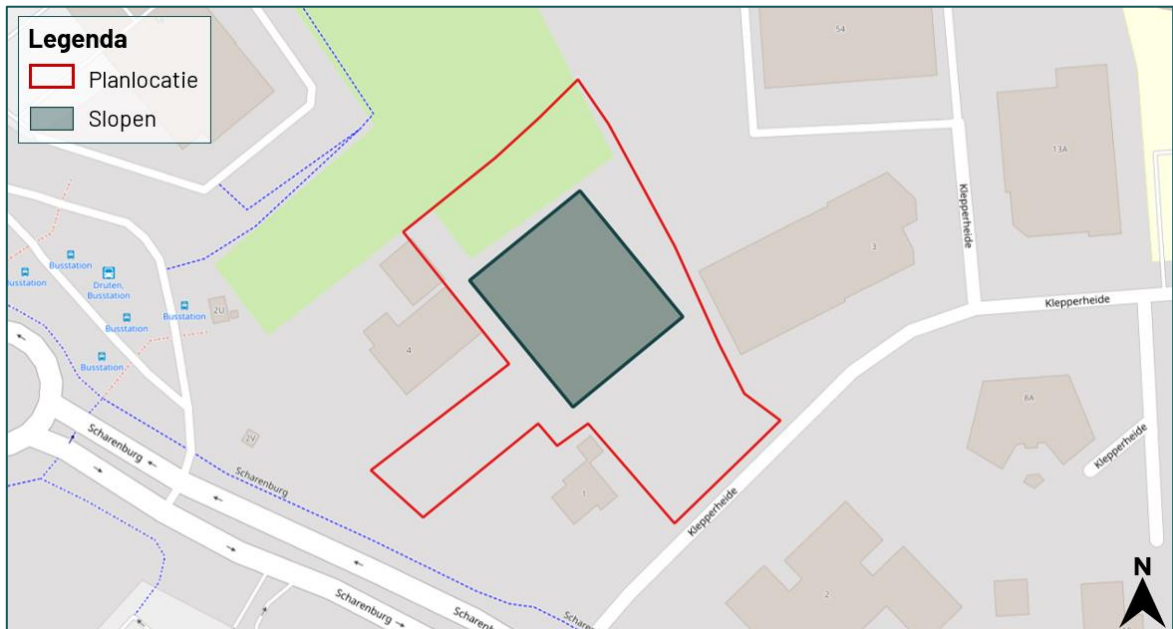 Legenda
Planlocatie
Slopen
54
13A
Klepperheide
3
Klepperheide
Busstation
Busstation
Druten,
Busstation
Busstation
Busstation
Busstation
2U
4
8A
Klepperheide
2V
Scharenburg
Scharenburg
1
Klepperheide
2
Scharenburg
N